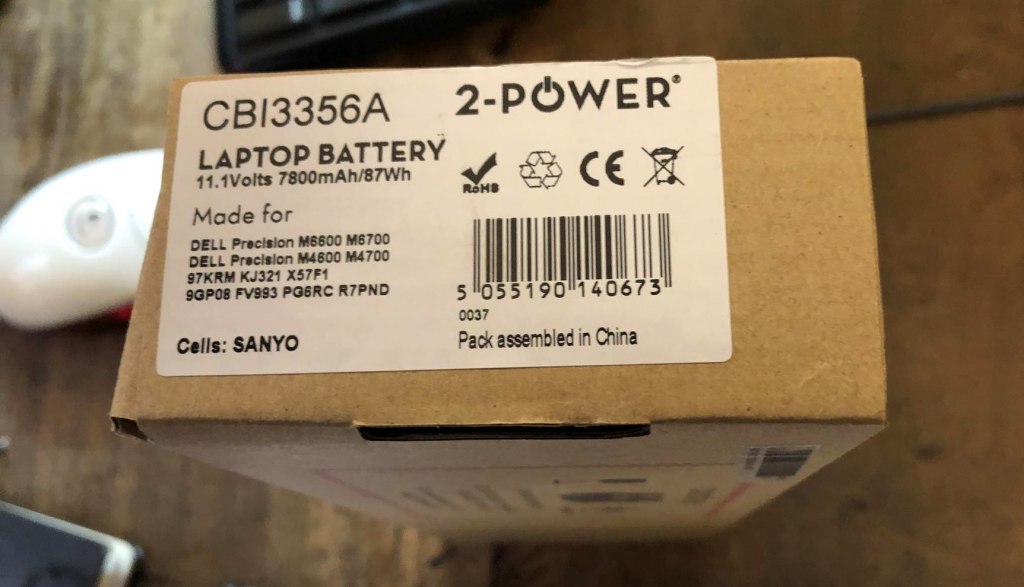 CBI3356A
2-POWER®
LAPTOP BATTERY
11.1Volts 7800mAh/87Wh
RoHS
CE
Made for
DELL Precision M6600 M6700
DELL Precision M4600 M4700
97KRM KJ321 X57F1
9GP08 FV993 PG6RC R7PND
5 055190 140673
0037
Cells: SANYO
Pack assembled in China